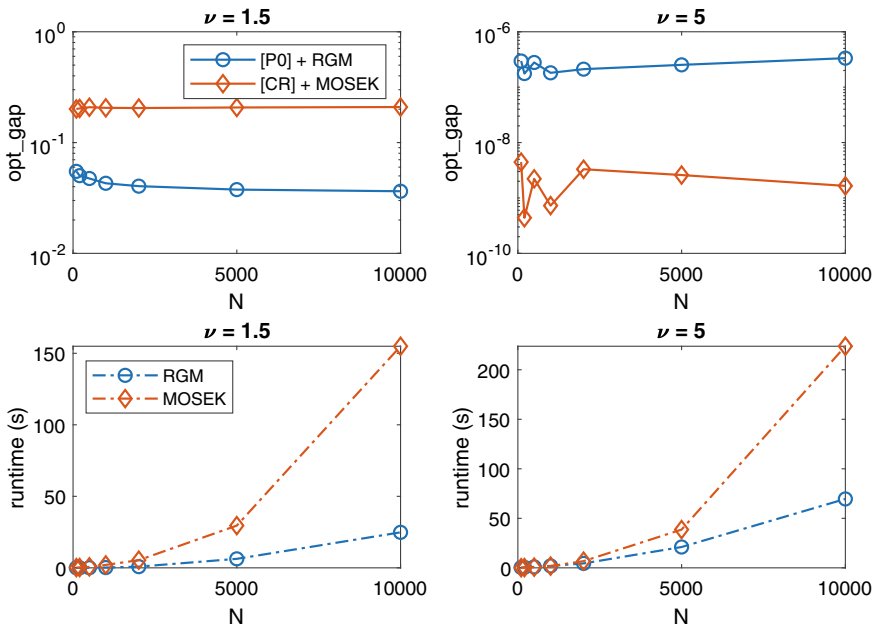 ν = 1.5
10^0
10^-1
10^-2
opt_gap
[P0] + RGM
[CR] + MOSEK
0
5000
10000
N
ν = 5
10^-6
10^-8
10^-10
opt_gap
0
5000
10000
N
ν = 1.5
150
100
50
0
runtime (s)
RGM
MOSEK
0
5000
10000
N
ν = 5
200
150
100
50
0
runtime (s)
0
5000
10000
N